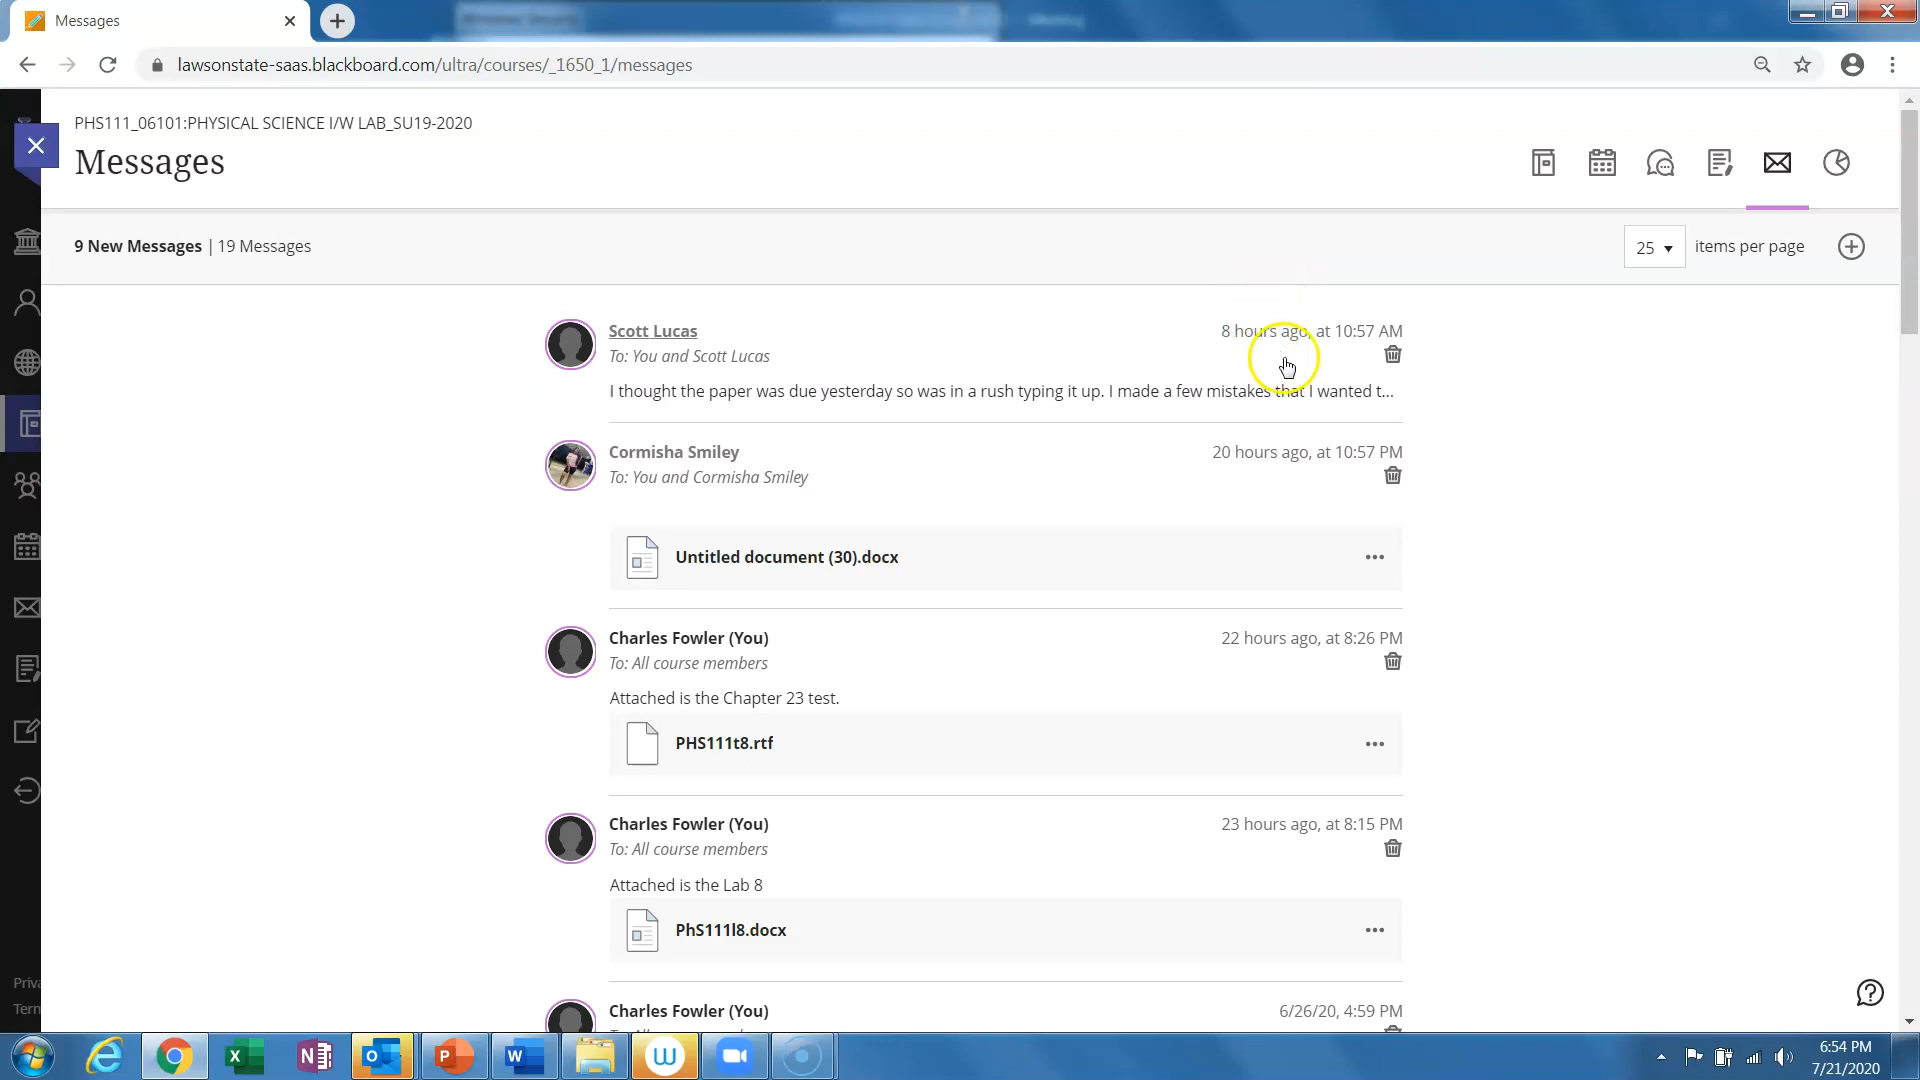 Messages
lawsonstate-saas.blackboard.com/ultra/courses/_1650_1/messages
PHS111_06101:PHYSICAL SCIENCE I/W LAB_SU19-2020
Messages
9 New Messages | 19 Messages
25 items per page
Scott Lucas
8 hours ago, at 10:57 AM
To: You and Scott Lucas
I thought the paper was due yesterday so was in a rush typing it up. I made a few mistakes that I wanted t...
Cormisha Smiley
20 hours ago, at 10:57 PM
To: You and Cormisha Smiley
Untitled document (30).docx
Charles Fowler (You)
22 hours ago, at 8:26 PM
To: All course members
Attached is the Chapter 23 test.
PHS111t8.rtf
Charles Fowler (You)
23 hours ago, at 8:15 PM
To: All course members
Attached is the Lab 8
PhS111l8.docx
Priva
Term
Charles Fowler (You)
6/26/20, 4:59 PM
6:54 PM
7/21/2020